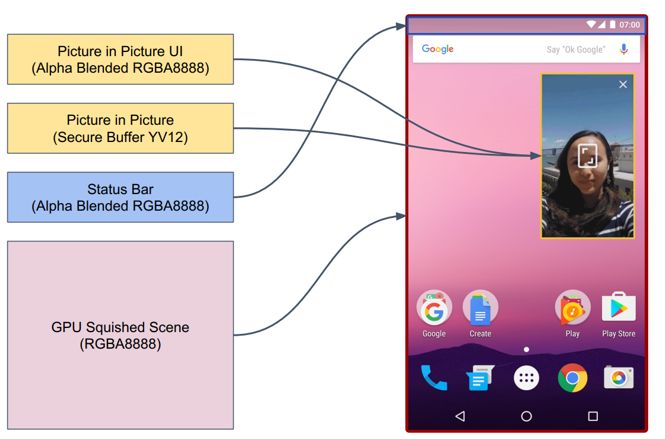 Picture in Picture UI
(Alpha Blended RGBA8888)
Picture in Picture
(Secure Buffer YV12)
Status Bar
(Alpha Blended RGBA8888)
GPU Squished Scene
(RGBA8888)
07:00
Google Say "Ok Google"
Google Create Play Play Store